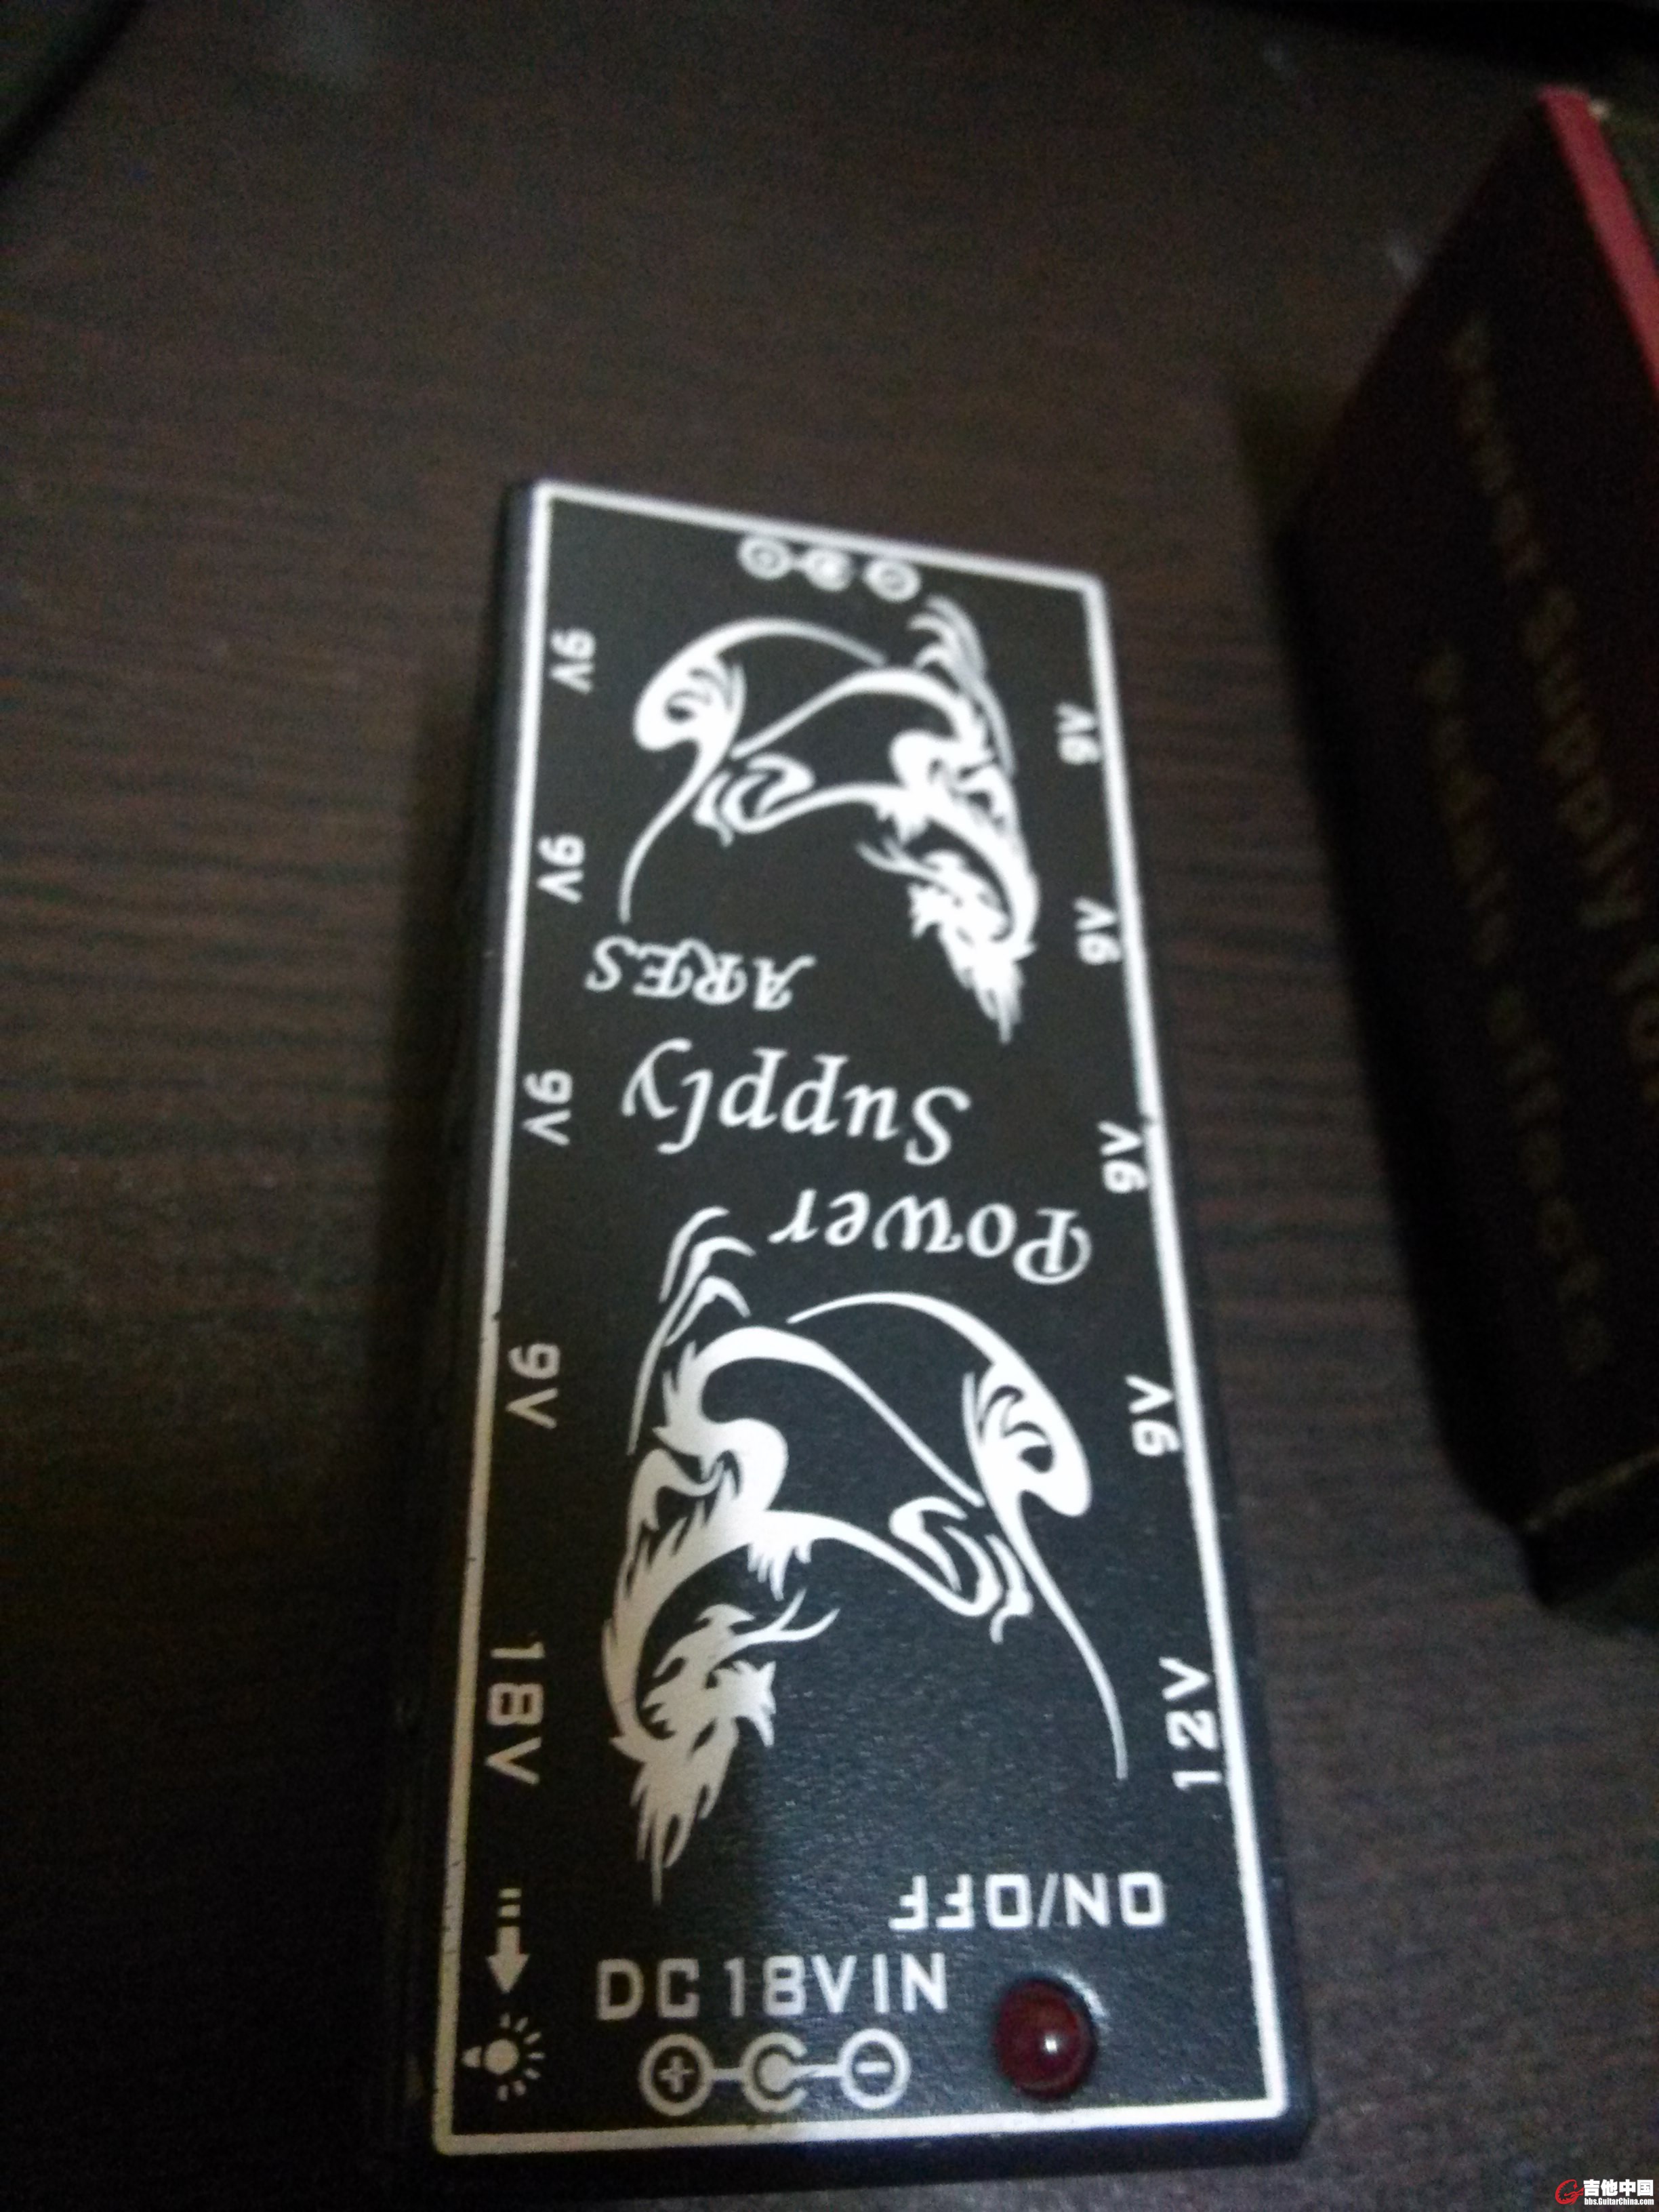 9V
9V
9V
9V
18V
Power
Supply
ARES
9V
9V
9V
9V
12V
ON/OFF
DC18VIN
吉他中国
bbs.GuitarChina.com